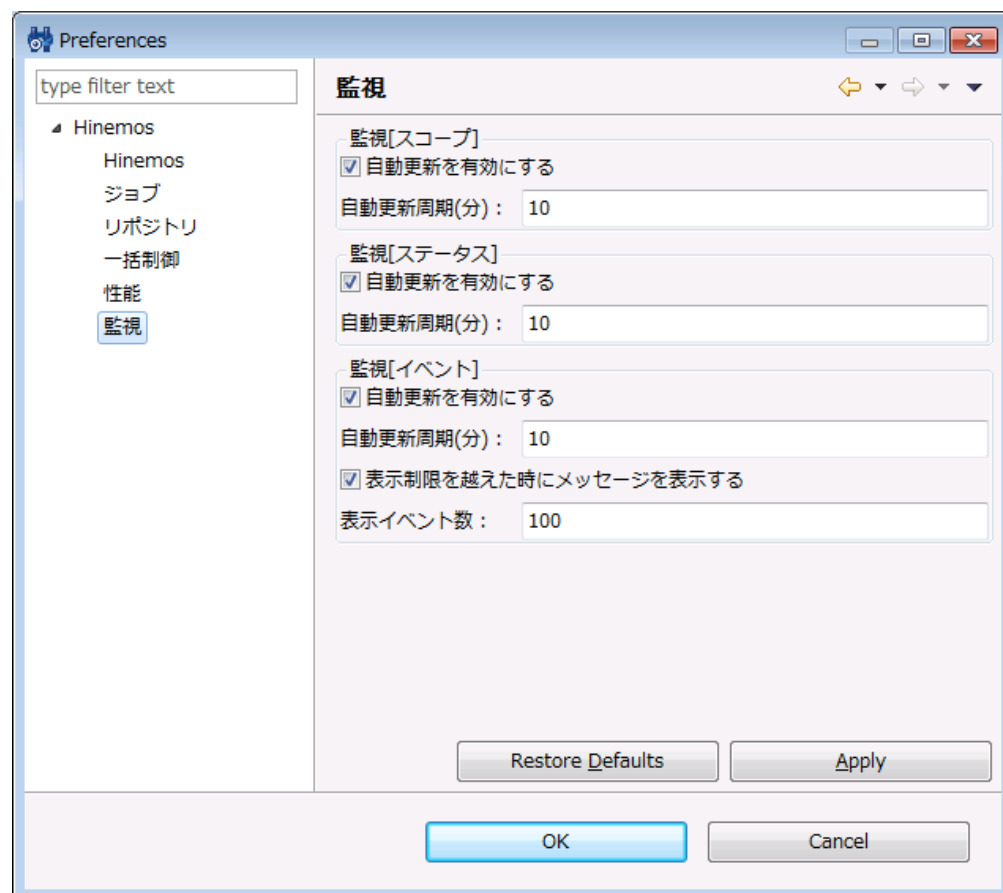 Preferences
type filter text
監視
Hinemos
Hinemos
ジョブ
リポジトリ
一括制御
性能
監視
監視[スコープ]
自動更新を有効にする
自動更新周期(分)： 10
監視[ステータス]
自動更新を有効にする
自動更新周期(分)： 10
監視[イベント]
自動更新を有効にする
自動更新周期(分)： 10
表示制限を越えた時にメッセージを表示する
表示イベント数： 100
Restore Defaults Apply
OK Cancel